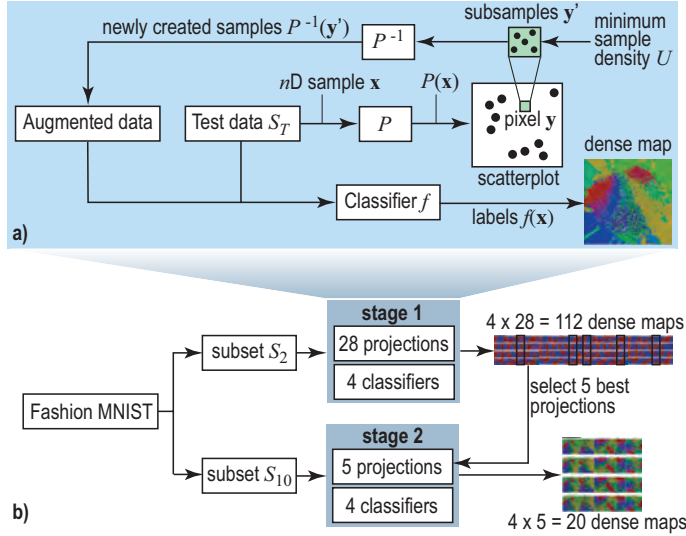 newly created samples P⁻¹(y')
P⁻¹
subsamples y'
minimum
sample
density U
nD sample x
P(x)
Augmented data
Test data S_T
P
pixel y
scatterplot
dense map
Classifier f
labels f(x)
a)
stage 1
28 projections
4 classifiers
4 x 28 = 112 dense maps
subset S₂
select 5 best
projections
Fashion MNIST
stage 2
5 projections
4 classifiers
subset S₁₀
4 x 5 = 20 dense maps
b)